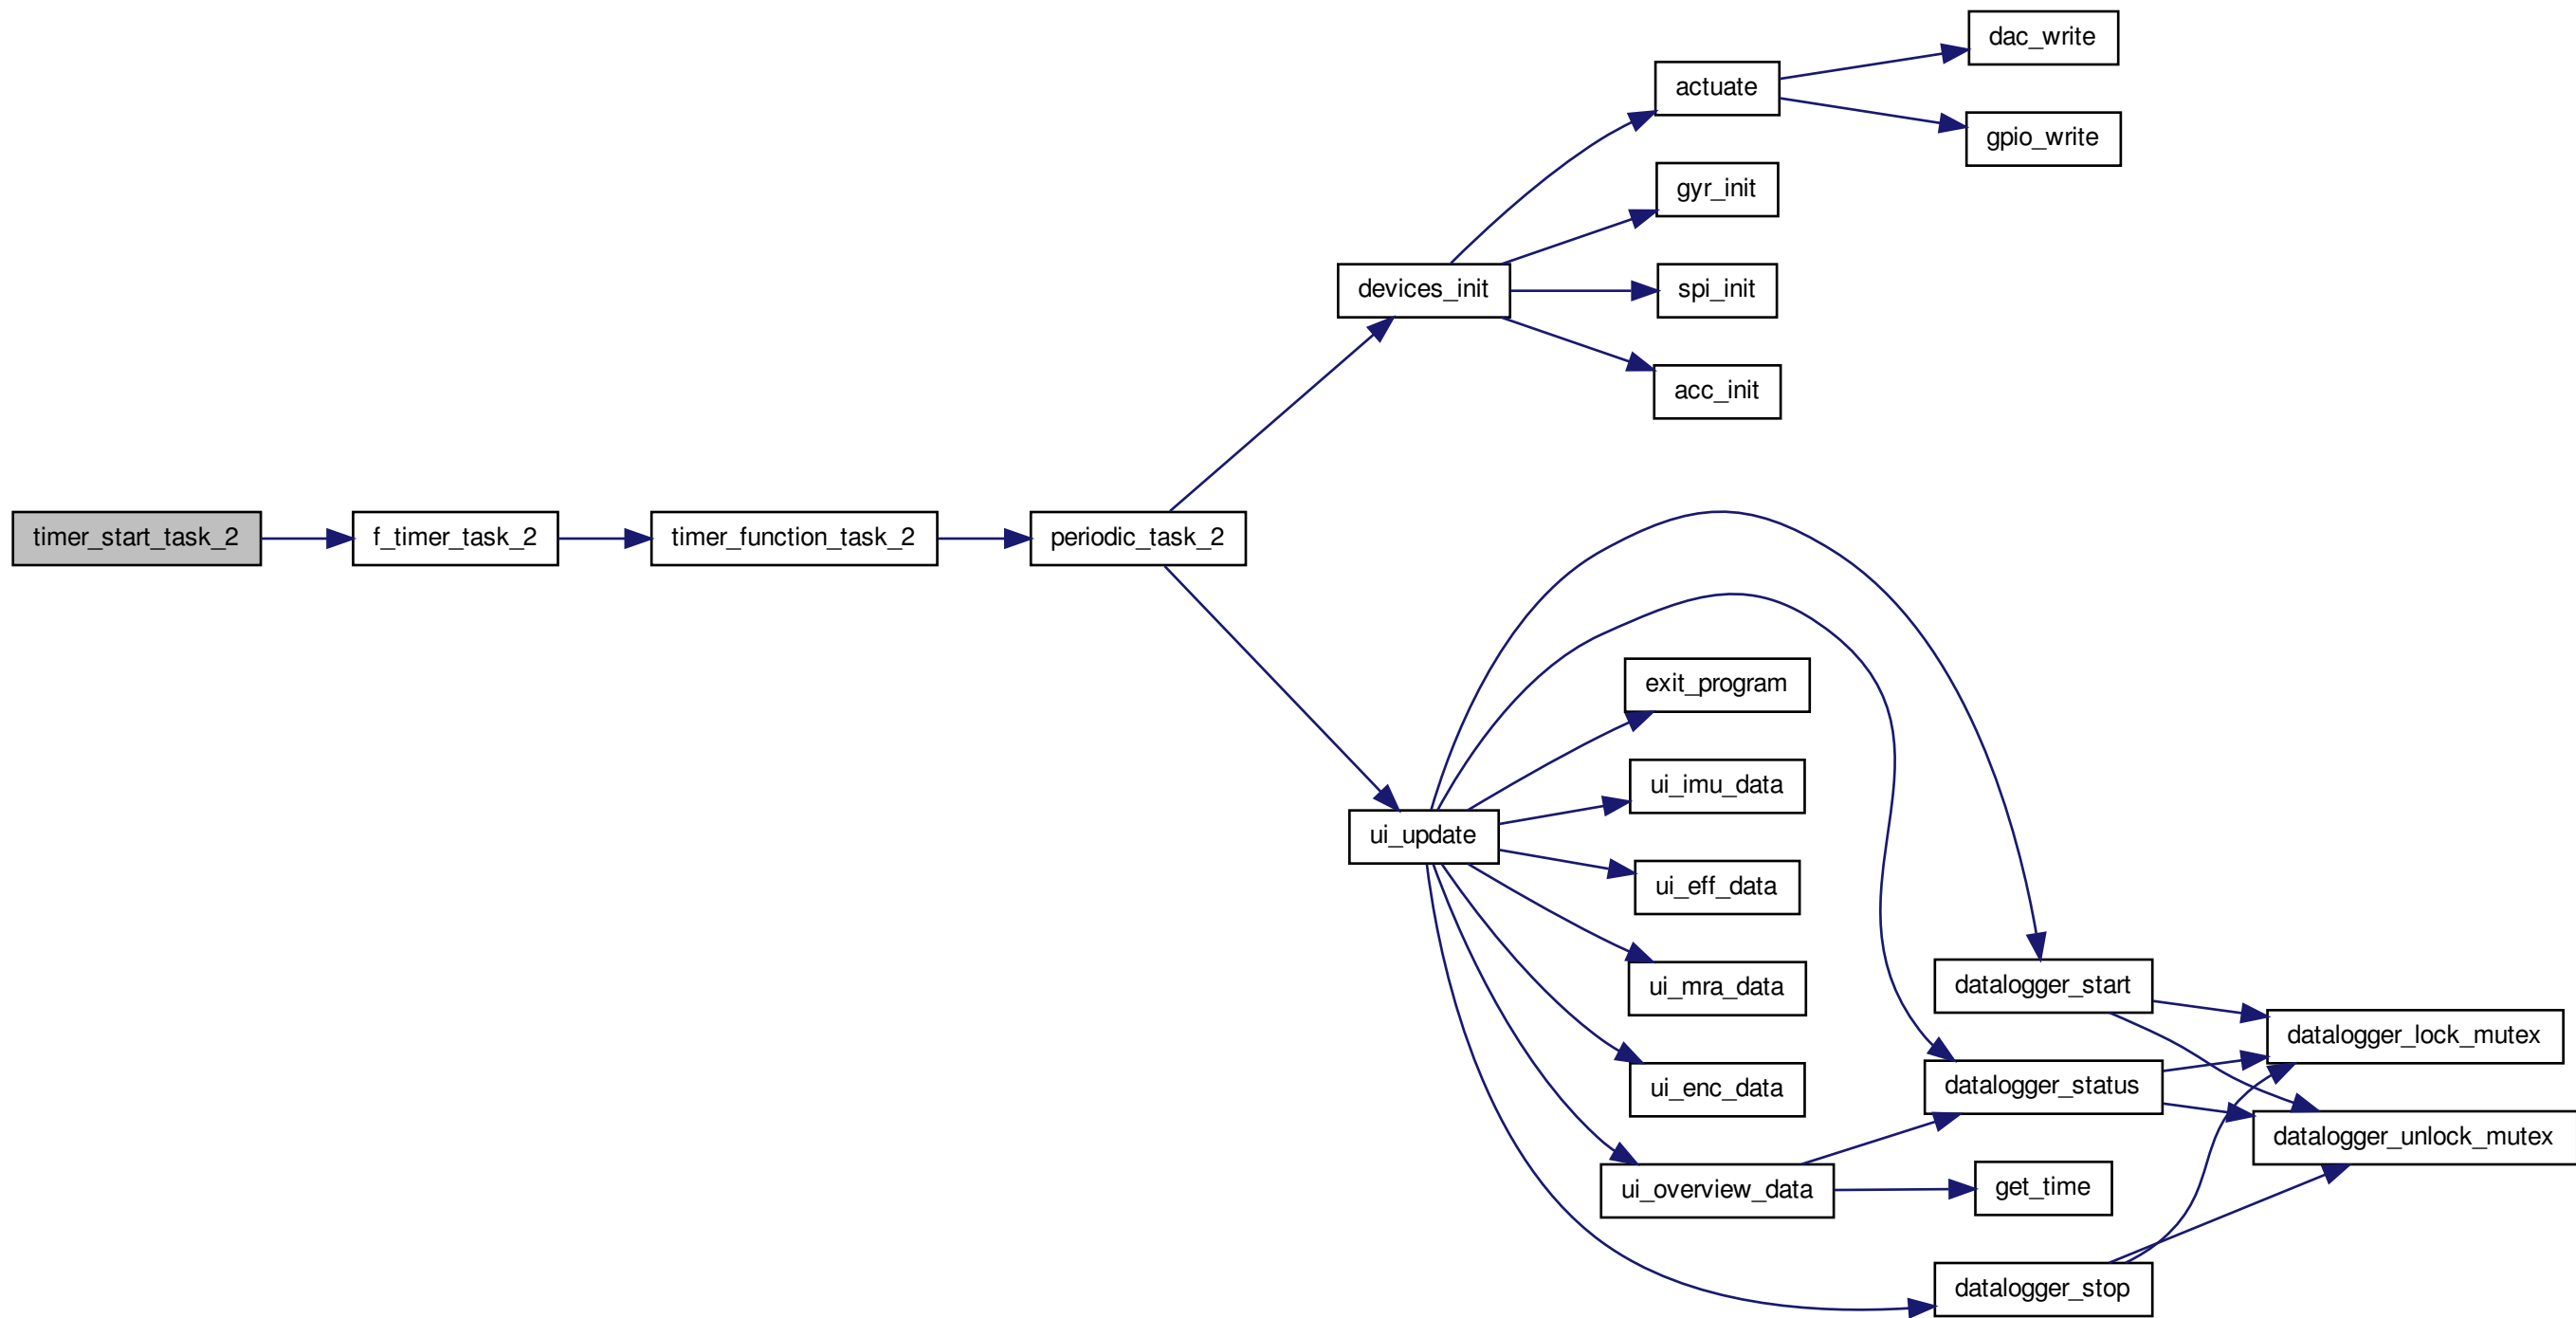 dac_write
actuate
gpio_write
gyr_init
devices_init
spi_init
acc_init
timer_start_task_2
f_timer_task_2
timer_function_task_2
periodic_task_2
exit_program
ui_imu_data
ui_update
ui_eff_data
datalogger_start
ui_mra_data
datalogger_lock_mutex
datalogger_status
ui_enc_data
datalogger_unlock_mutex
ui_overview_data
get_time
datalogger_stop